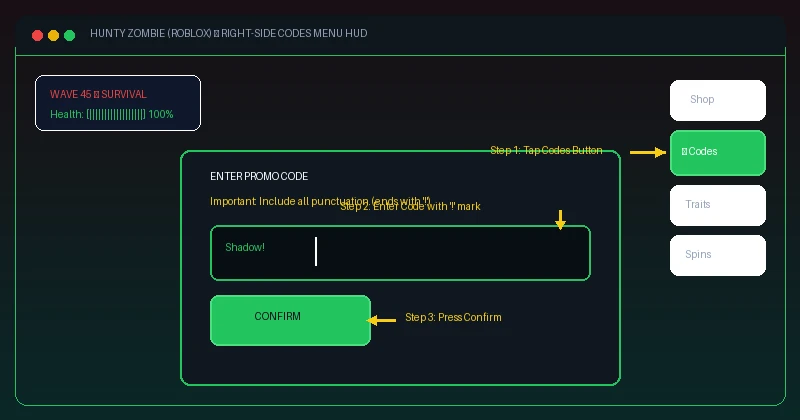 HUNTY ZOMBIE (ROBLOX) RIGHT-SIDE CODES MENU HUD
WAVE 45 SURVIVAL
Health: [||||||||||||||||||] 100%
Shop
Step 1: Tap Codes Button
Codes
ENTER PROMO CODE
Important: Include all punctuation (ends with '!')
Step 2: Enter Code with '!' mark
Traits
Shadow!
Spins
CONFIRM
Step 3: Press Confirm